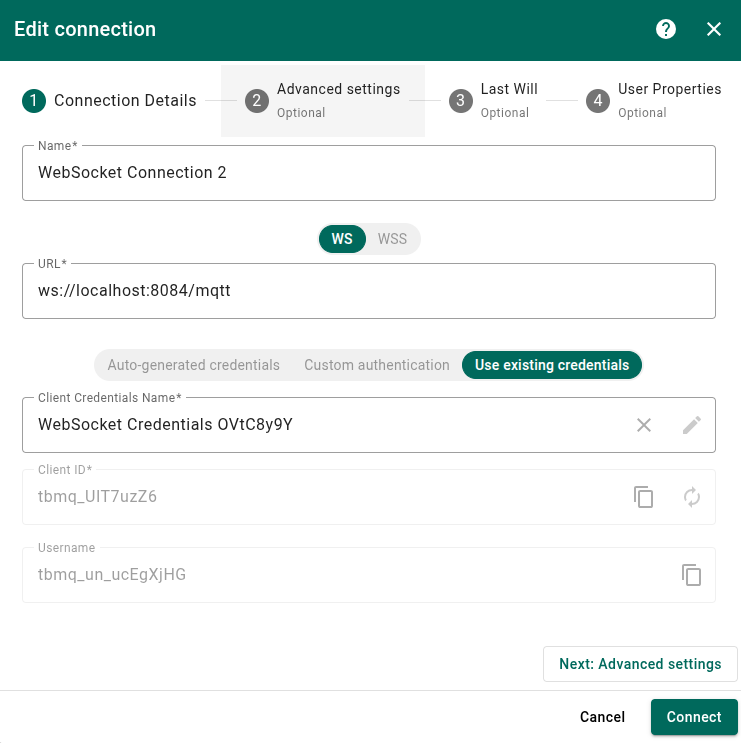 Edit connection
1 Connection Details
2 Advanced settings
Optional
3 Last Will
Optional
4 User Properties
Optional
Name*
WebSocket Connection 2
WS WSS
URL*
ws://localhost:8084/mqtt
Auto-generated credentials Custom authentication Use existing credentials
Client Credentials Name*
WebSocket Credentials OVtC8y9Y
Client ID*
tbmq_UIT7uzZ6
Username
tbmq_un_ucEgXjHG
Next: Advanced settings
Cancel Connect